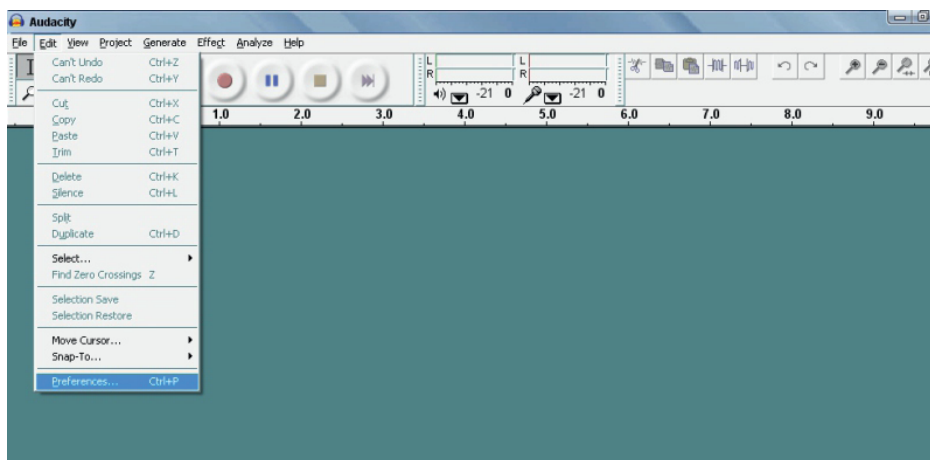 Audacity
File Edit View Project Generate Effect Analyze Help
Can't Undo Ctrl+Z
Can't Redo Ctrl+Y
Cut Ctrl+X
Copy Ctrl+C
Paste Ctrl+V
Trim Ctrl+T
Delete Ctrl+K
Silence Ctrl+L
Split
Duplicate Ctrl+D
Select...
Find Zero Crossings Z
Selection Save
Selection Restore
Move Cursor...
Snap-To...
Preferences... Ctrl+P
L L
R R
-21 0 -21 0
1.0 2.0 3.0 4.0 5.0 6.0 7.0 8.0 9.0